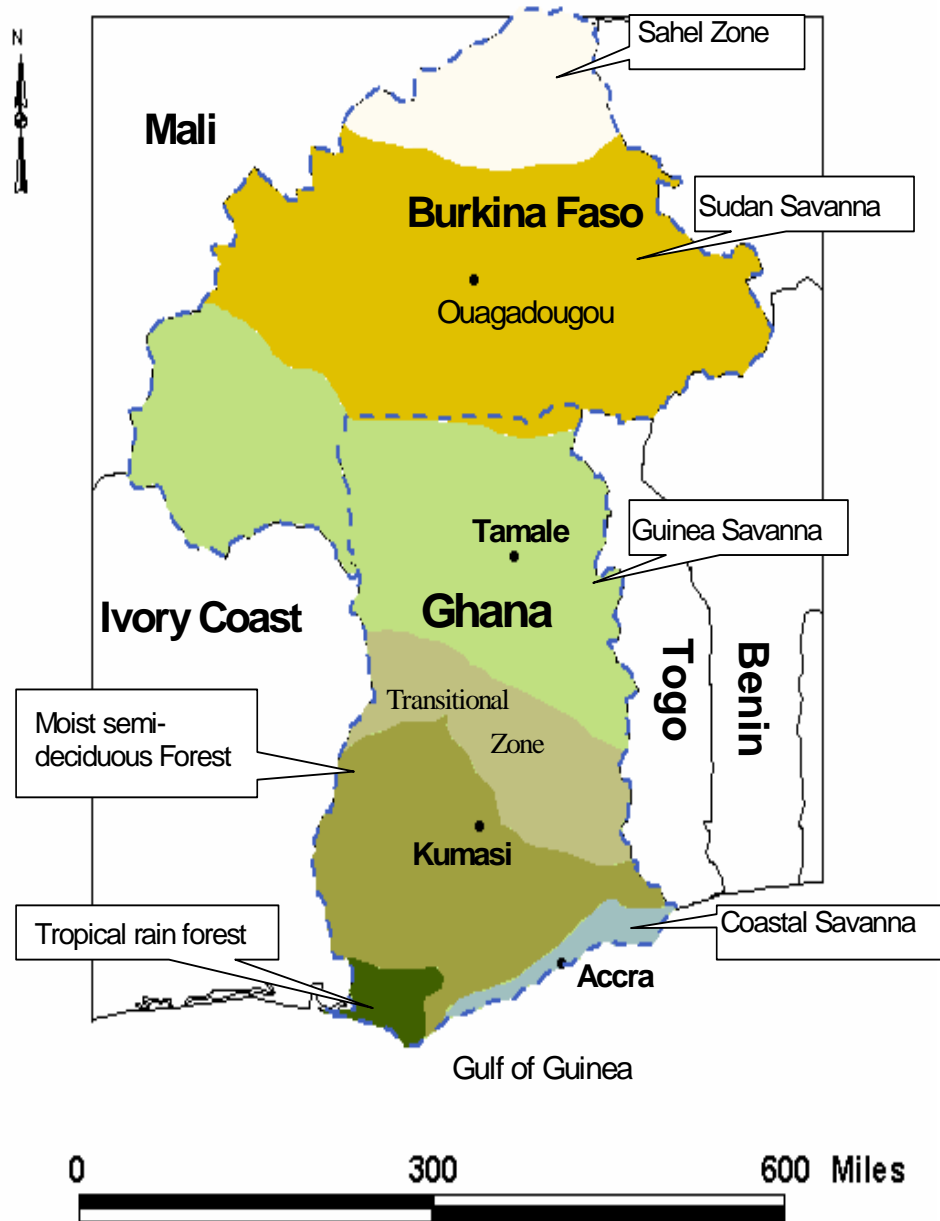 Sahel Zone
N
Mali
Burkina Faso
Sudan Savanna
Ouagadougou
Guinea Savanna
Tamale
Ivory Coast
Ghana
Togo
Benin
Transitional
Zone
Moist semi-
deciduous Forest
Kumasi
Tropical rain forest
Coastal Savanna
Accra
Gulf of Guinea
0 300 600 Miles